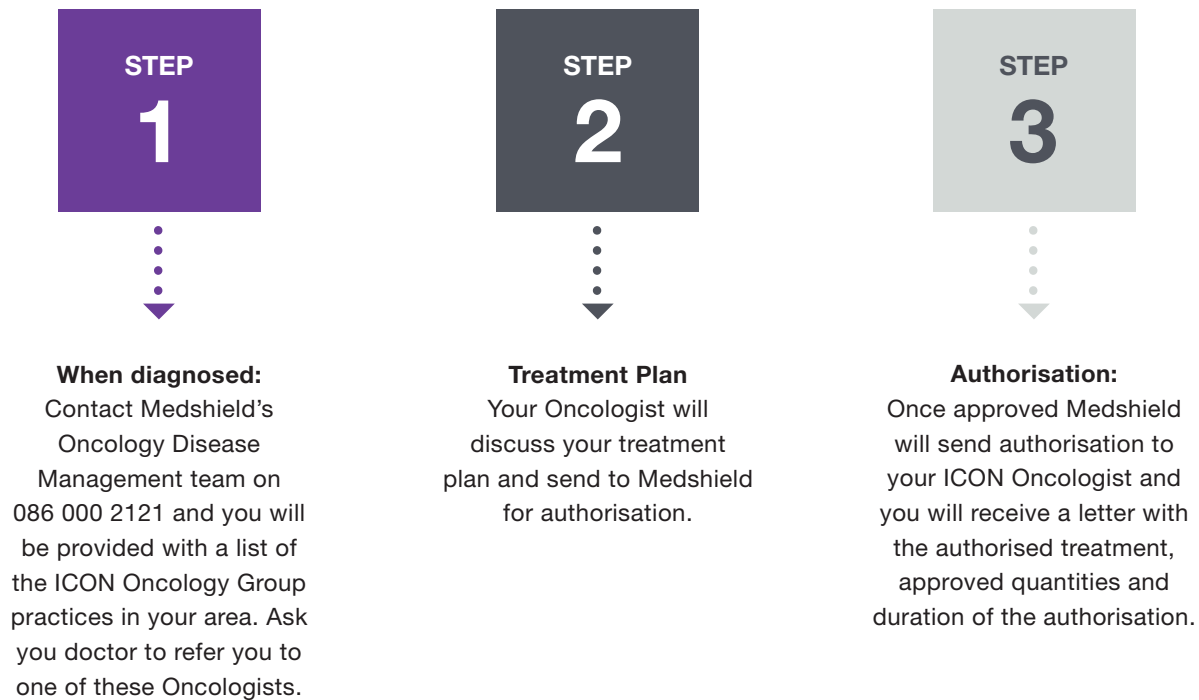 STEP
1
When diagnosed:
Contact Medshield's
Oncology Disease
Management team on
086 000 2121 and you will
be provided with a list of
the ICON Oncology Group
practices in your area. Ask
you doctor to refer you to
one of these Oncologists.
STEP
2
Treatment Plan
Your Oncologist will
discuss your treatment
plan and send to Medshield
for authorisation.
STEP
3
Authorisation:
Once approved Medshield
will send authorisation to
your ICON Oncologist and
you will receive a letter with
the authorised treatment,
approved quantities and
duration of the authorisation.